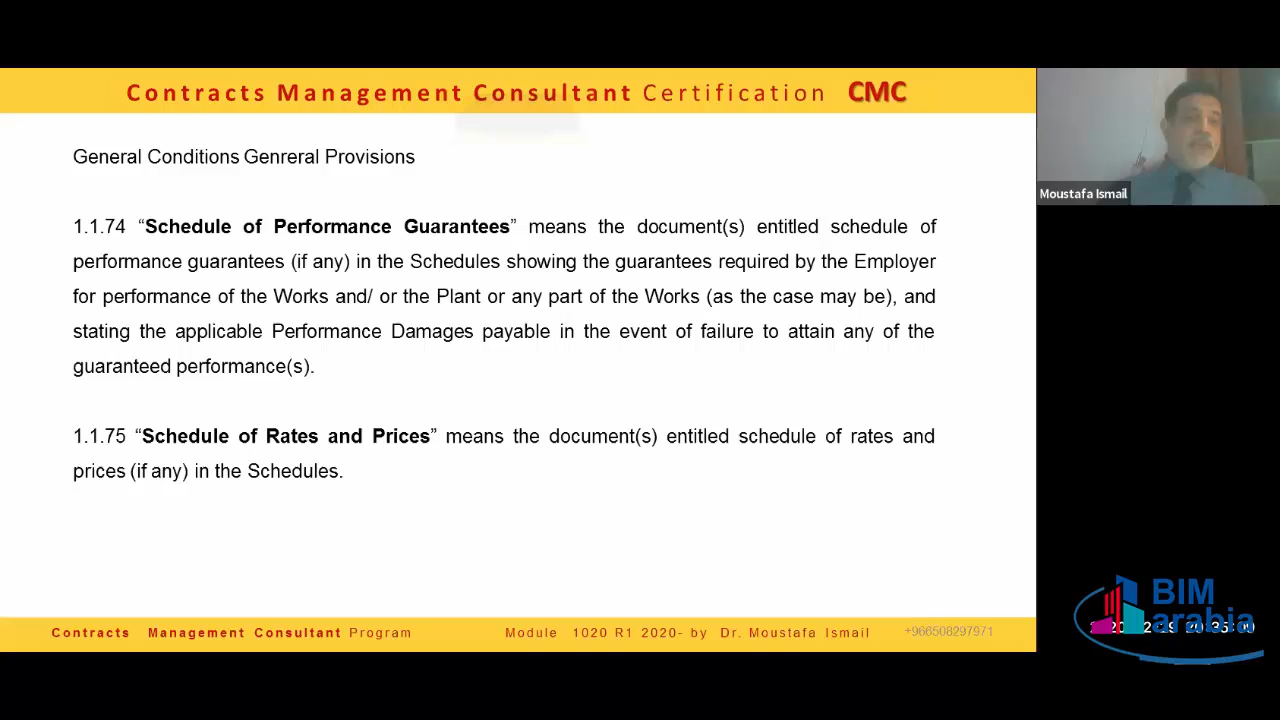 Contracts Management Consultant Certification CMC
General Conditions Genreral Provisions
1.1.74 “Schedule of Performance Guarantees” means the document(s) entitled schedule of
performance guarantees (if any) in the Schedules showing the guarantees required by the Employer
for performance of the Works and/ or the Plant or any part of the Works (as the case may be), and
stating the applicable Performance Damages payable in the event of failure to attain any of the
guaranteed performance(s).
1.1.75 “Schedule of Rates and Prices” means the document(s) entitled schedule of rates and
prices (if any) in the Schedules.
Contracts Management Consultant Program
Module 1020 R1 2020- by Dr. Moustafa Ismail
+966508297971
Moustafa Ismail
BIM
arabia